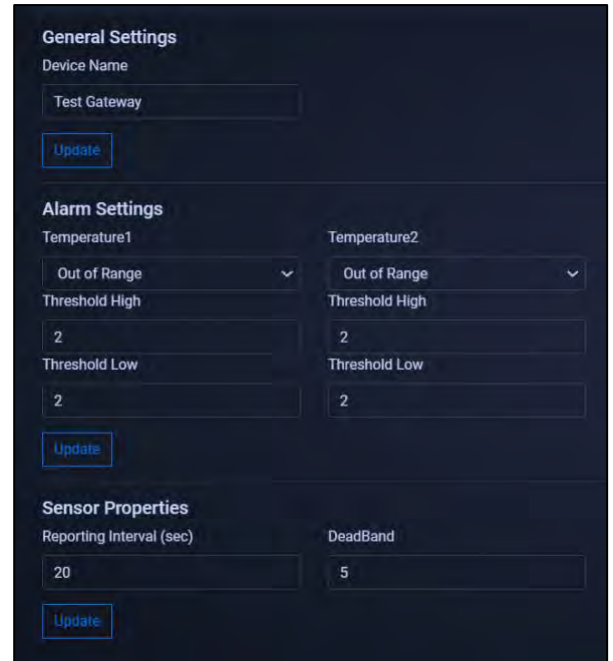 General Settings
Device Name
Test Gateway
Update
Alarm Settings
Temperature1 Temperature2
Out of Range Out of Range
Threshold High Threshold High
2 2
Threshold Low Threshold Low
2 2
Update
Sensor Properties
Reporting Interval (sec) DeadBand
20 5
Update